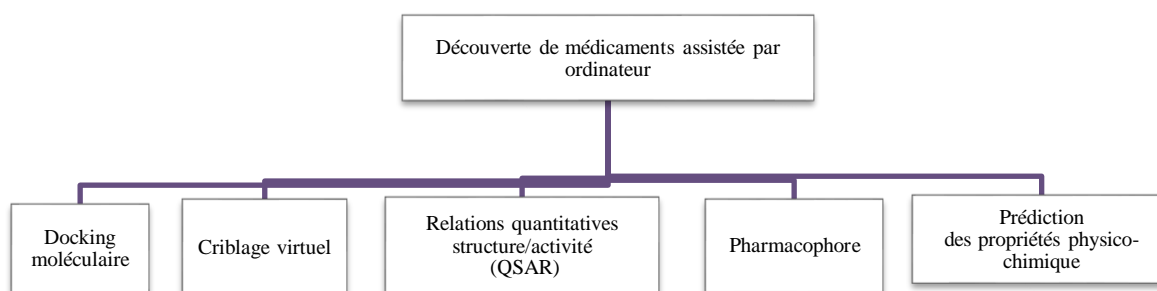 Découverte de médicaments assistée par
ordinateur
Docking
moléculaire
Criblage virtuel
Relations quantitatives
structure/activité
(QSAR)
Pharmacophore
Prédiction
des propriétés physico-
chimique